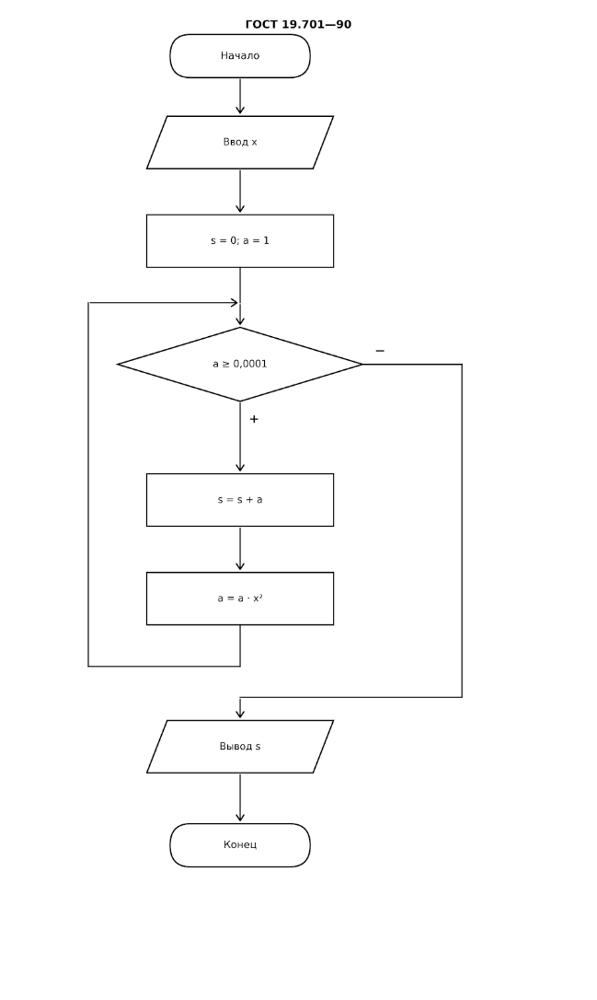 ГОСТ 19.701—90
Начало
Ввод x
s = 0; a = 1
a ≥ 0,0001
−
+
s = s + a
a = a · x²
Вывод s
Конец